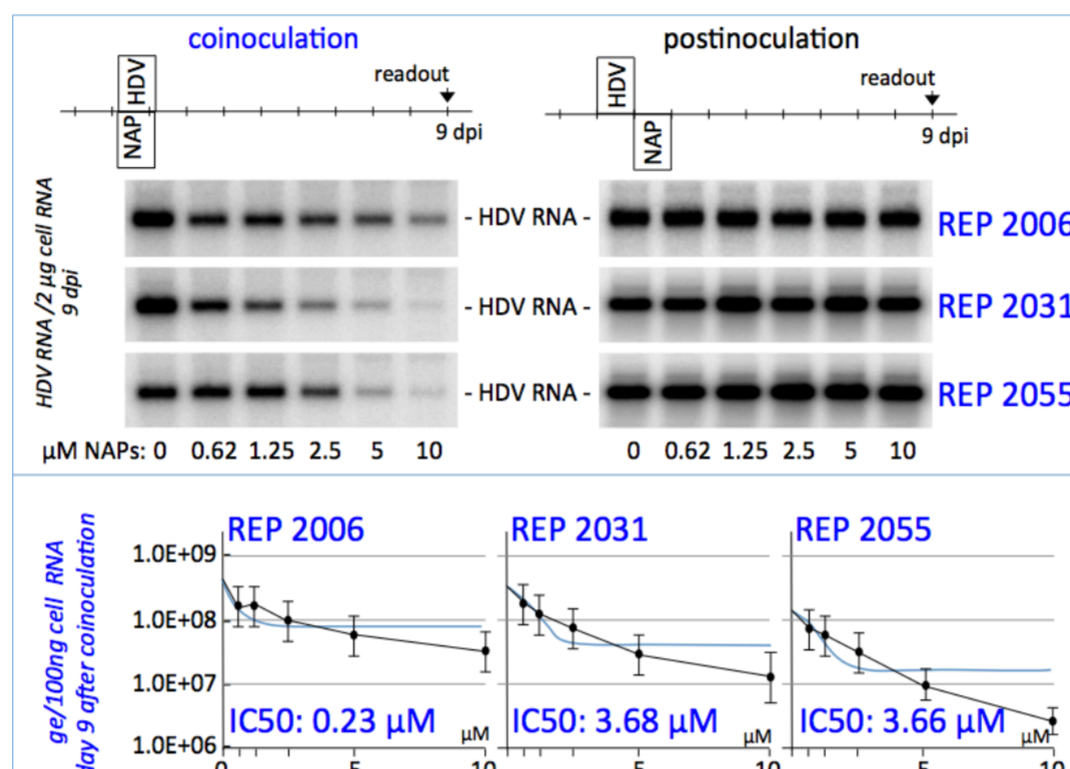 coinoculation
postinoculation
readout
HDV
NAP
9 dpi
readout
HDV
NAP
9 dpi
HDV RNA/2 µg cell RNA
9 dpi
- HDV RNA -
REP 2006
- HDV RNA -
REP 2031
- HDV RNA -
REP 2055
µM NAPs: 0 0.62 1.25 2.5 5 10
0 0.62 1.25 2.5 5 10
ge/100ng cell RNA
day 9 after coinoculation
REP 2006
REP 2031
REP 2055
1.0E+09
1.0E+08
1.0E+07
1.0E+06
IC50: 0.23 µM
µM
IC50: 3.68 µM
µM
IC50: 3.66 µM
µM
0 5 10
5 10
5 10